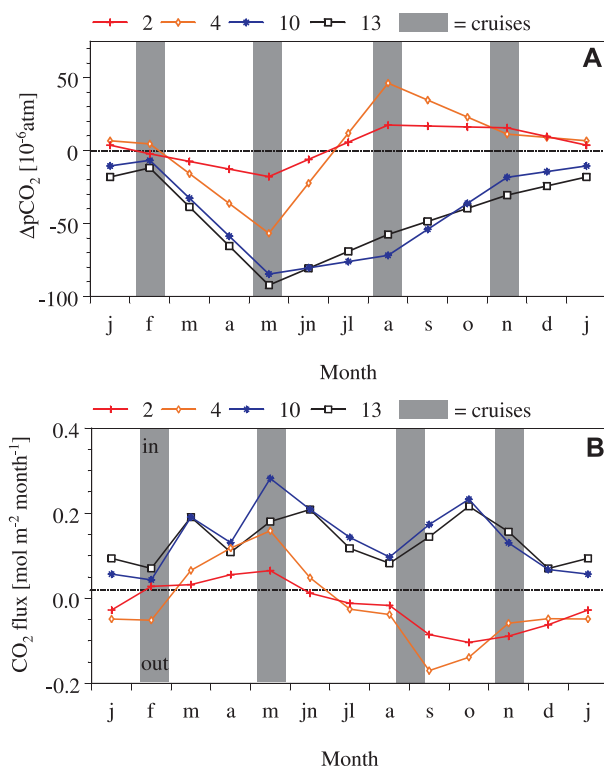 2 4 10 13 = cruises
A
50
0
-50
-100
ΔpCO₂ [10⁻⁶atm]
j f m a m jn jl a s o n d j
Month
2 4 10 13 = cruises
B
in
0.4
0.2
0.0
-0.2
out
CO₂ flux [mol m⁻² month⁻¹]
j f m a m jn jl a s o n d j
Month